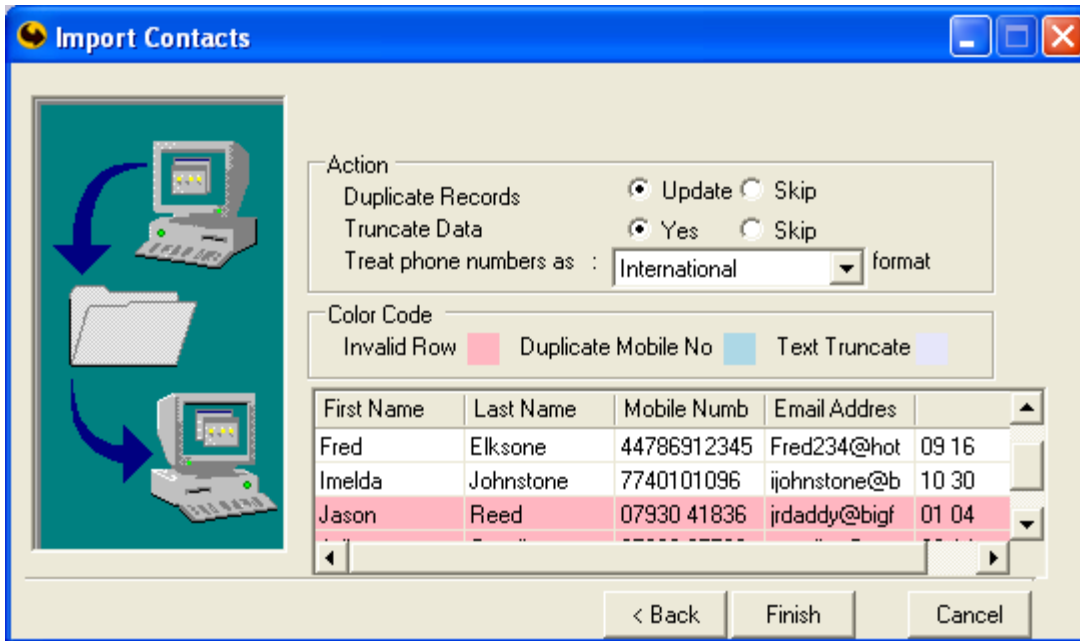 Import Contacts
Action
Duplicate Records Update Skip
Truncate Data Yes Skip
Treat phone numbers as : International format
Color Code
Invalid Row Duplicate Mobile No Text Truncate
First Name Last Name Mobile Numb Email Addres
Fred Elksone 44786912345 Fred234@hot 09 16
Imelda Johnstone 7740101096 ijohnstone@b 10 30
Jason Reed 07930 41836 jrdaddy@bigf 01 04
< Back Finish Cancel